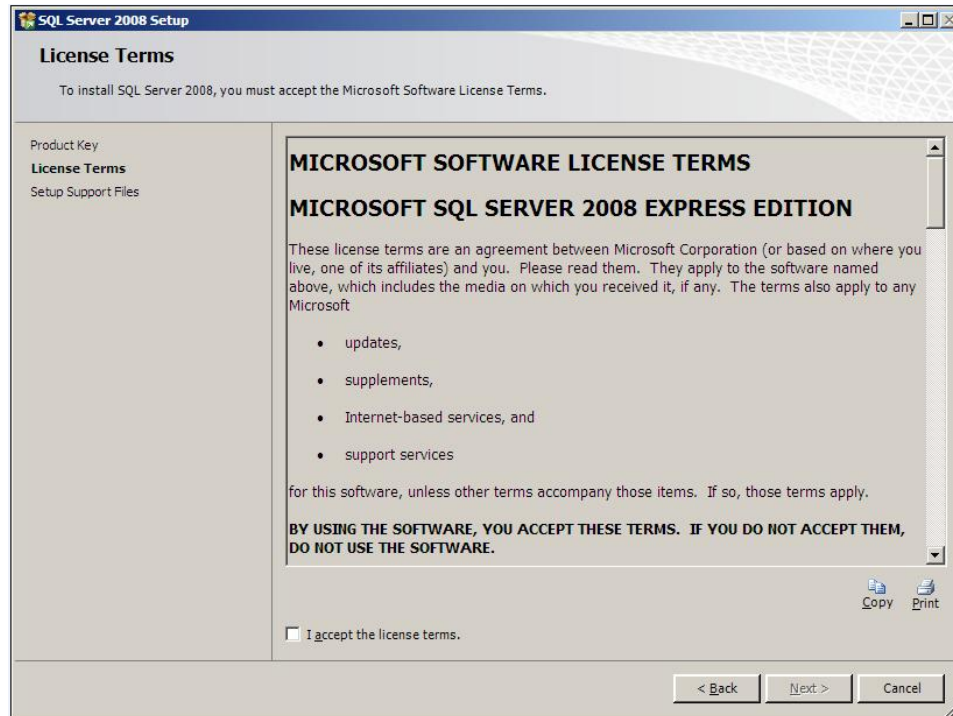 SQL Server 2008 Setup
License Terms
To install SQL Server 2008, you must accept the Microsoft Software License Terms.
Product Key
License Terms
Setup Support Files
MICROSOFT SOFTWARE LICENSE TERMS
MICROSOFT SQL SERVER 2008 EXPRESS EDITION
These license terms are an agreement between Microsoft Corporation (or based on where you
live, one of its affiliates) and you.  Please read them.  They apply to the software named
above, which includes the media on which you received it, if any.  The terms also apply to any
Microsoft
• updates,
• supplements,
• Internet-based services, and
• support services
for this software, unless other terms accompany those items.  If so, those terms apply.
BY USING THE SOFTWARE, YOU ACCEPT THESE TERMS.  IF YOU DO NOT ACCEPT THEM,
DO NOT USE THE SOFTWARE.
Copy Print
I accept the license terms.
< Back Next > Cancel